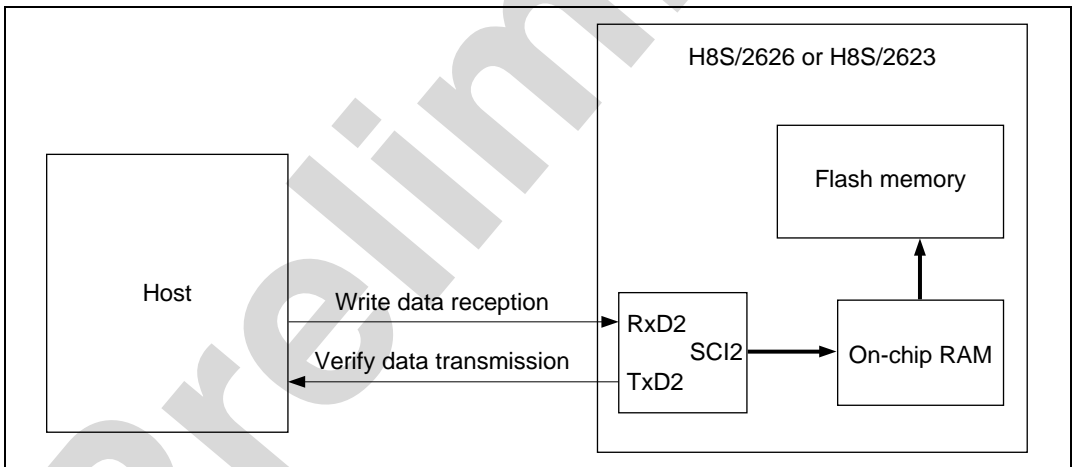 H8S/2626 or H8S/2623
Flash memory
Host
Write data reception
RxD2
SCI2
On-chip RAM
Verify data transmission
TxD2
Prelim